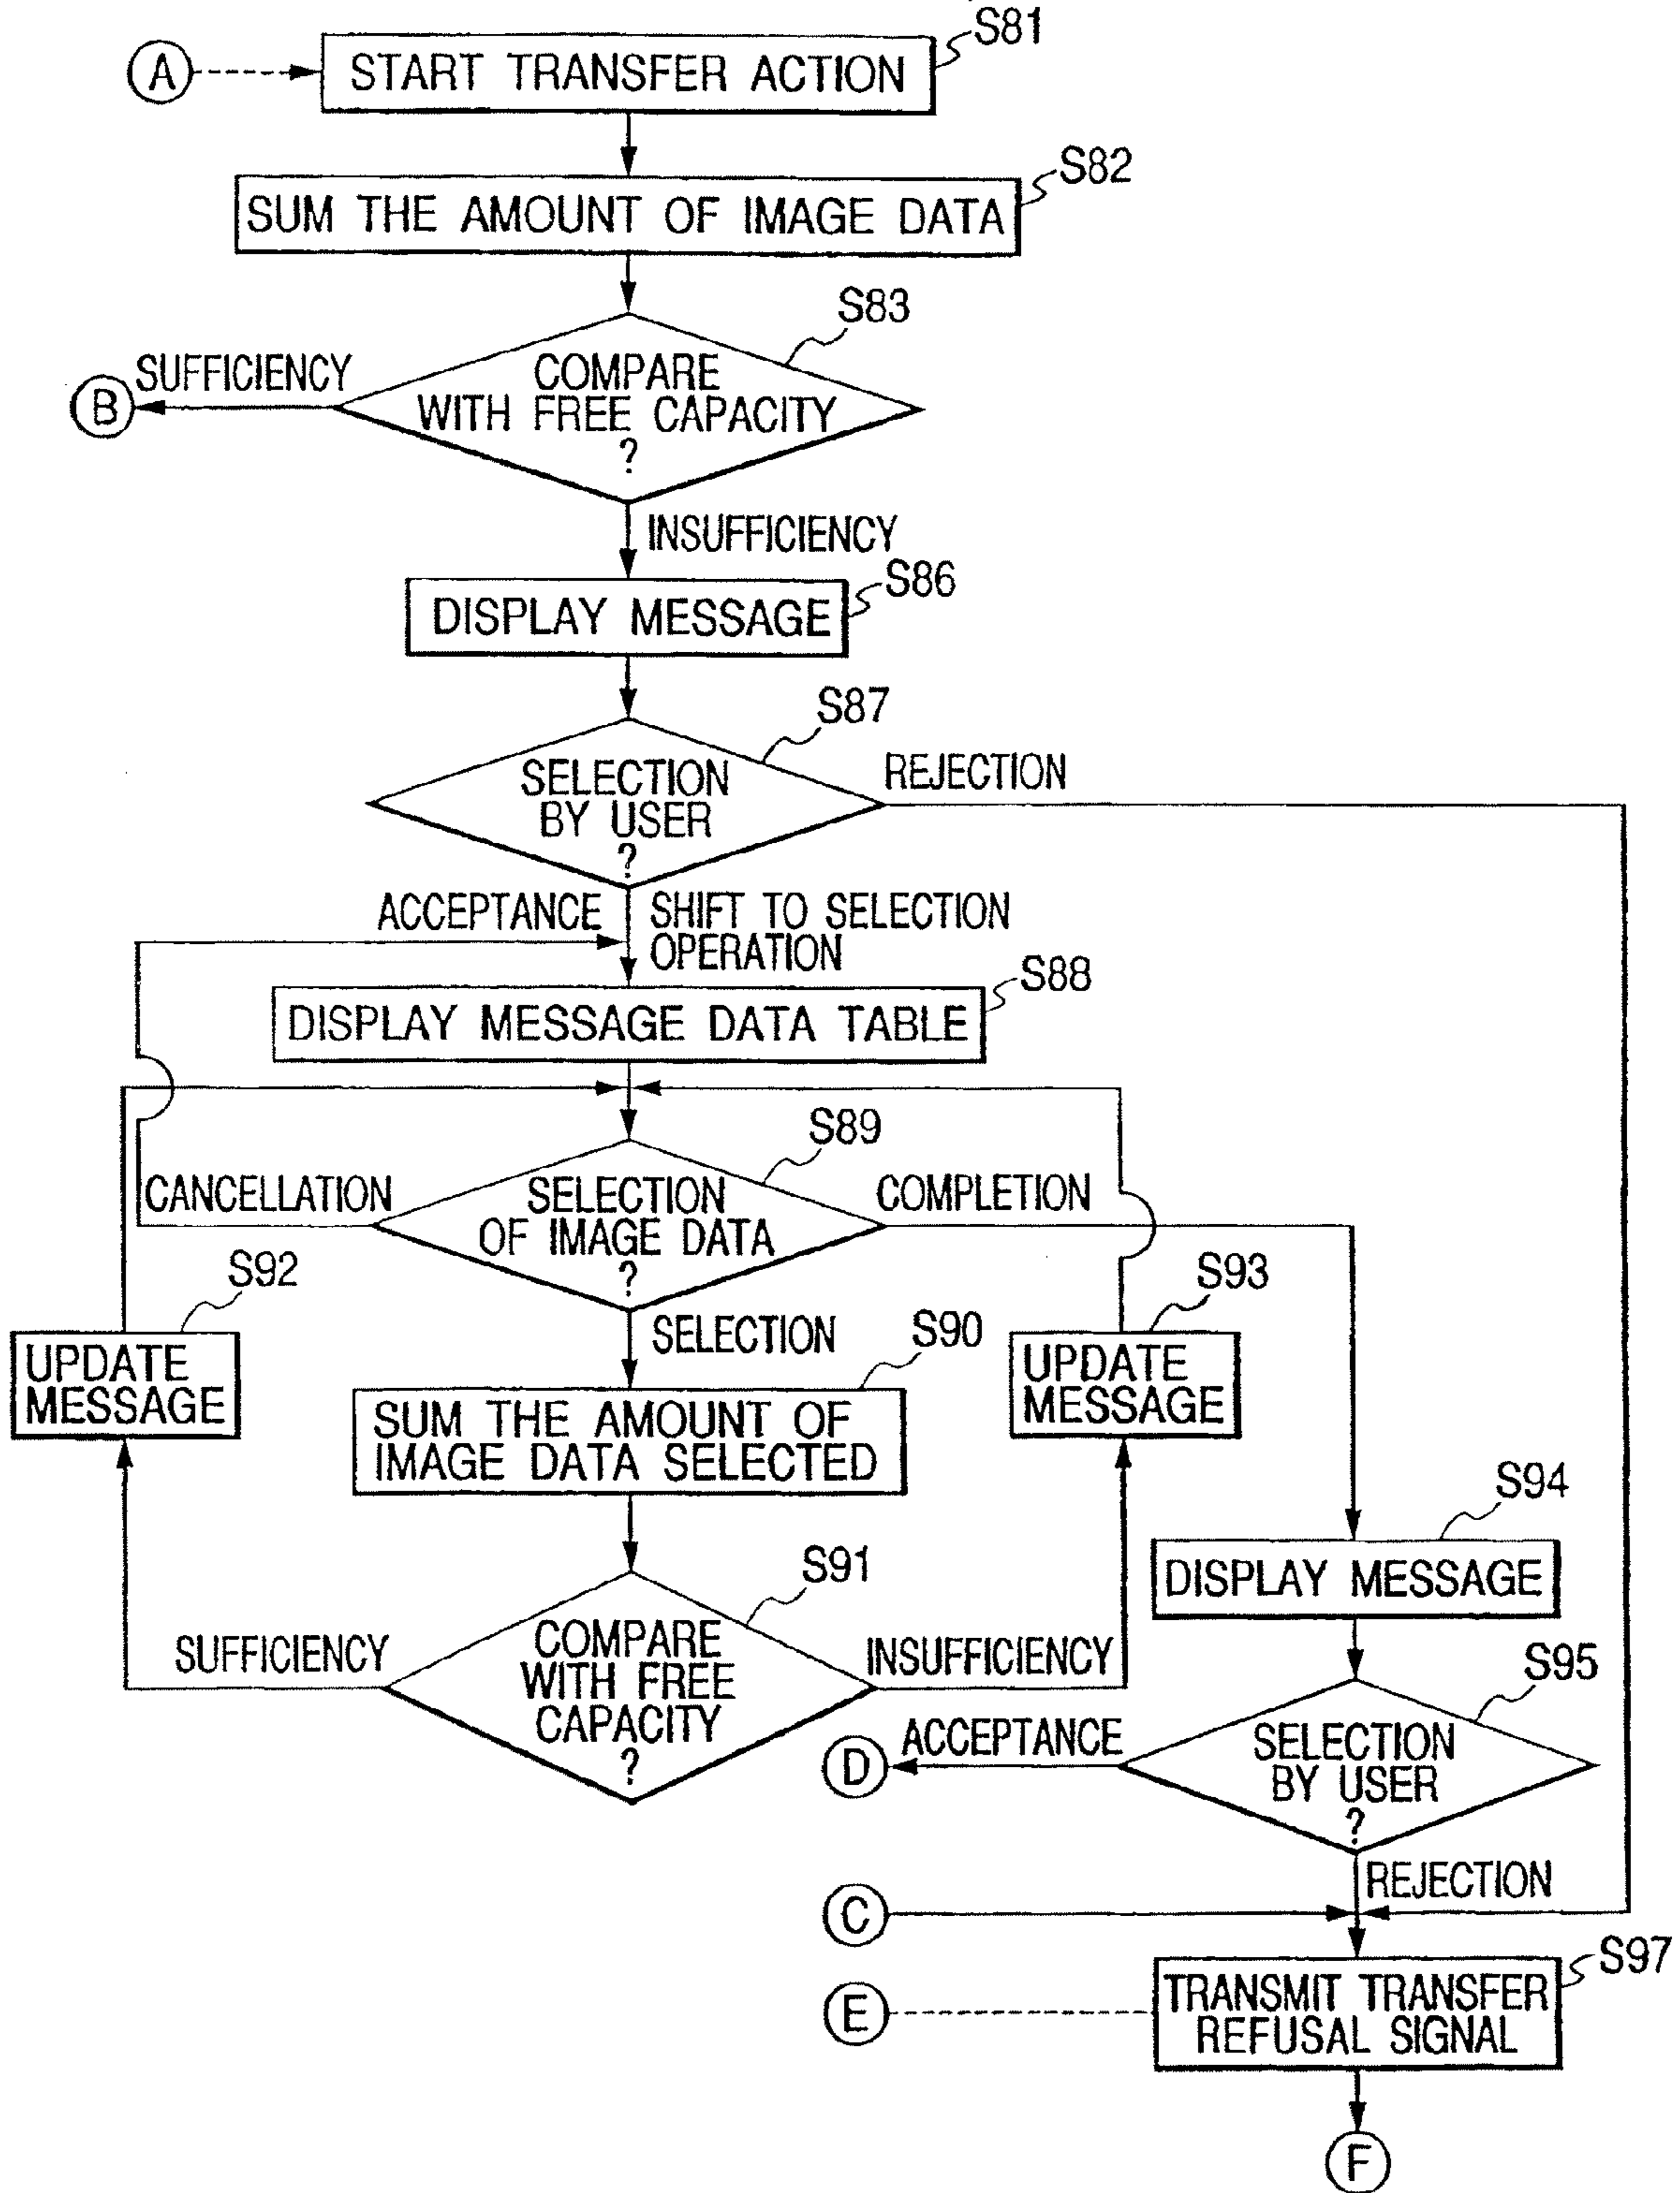 S81
A
START TRANSFER ACTION
S82
SUM THE AMOUNT OF IMAGE DATA
S83
SUFFICIENCY
B
COMPARE
WITH FREE CAPACITY
?
INSUFFICIENCY
S86
DISPLAY MESSAGE
S87
SELECTION
BY USER
?
REJECTION
ACCEPTANCE
SHIFT TO SELECTION
OPERATION
S88
DISPLAY MESSAGE DATA TABLE
S89
CANCELLATION
SELECTION
OF IMAGE DATA
?
COMPLETION
S92
UPDATE
MESSAGE
SELECTION
S90
SUM THE AMOUNT OF
IMAGE DATA SELECTED
S93
UPDATE
MESSAGE
S94
DISPLAY MESSAGE
S91
SUFFICIENCY
COMPARE
WITH FREE
CAPACITY
?
INSUFFICIENCY
S95
D
ACCEPTANCE
SELECTION
BY USER
?
REJECTION
C
S97
E
TRANSMIT TRANSFER
REFUSAL SIGNAL
F